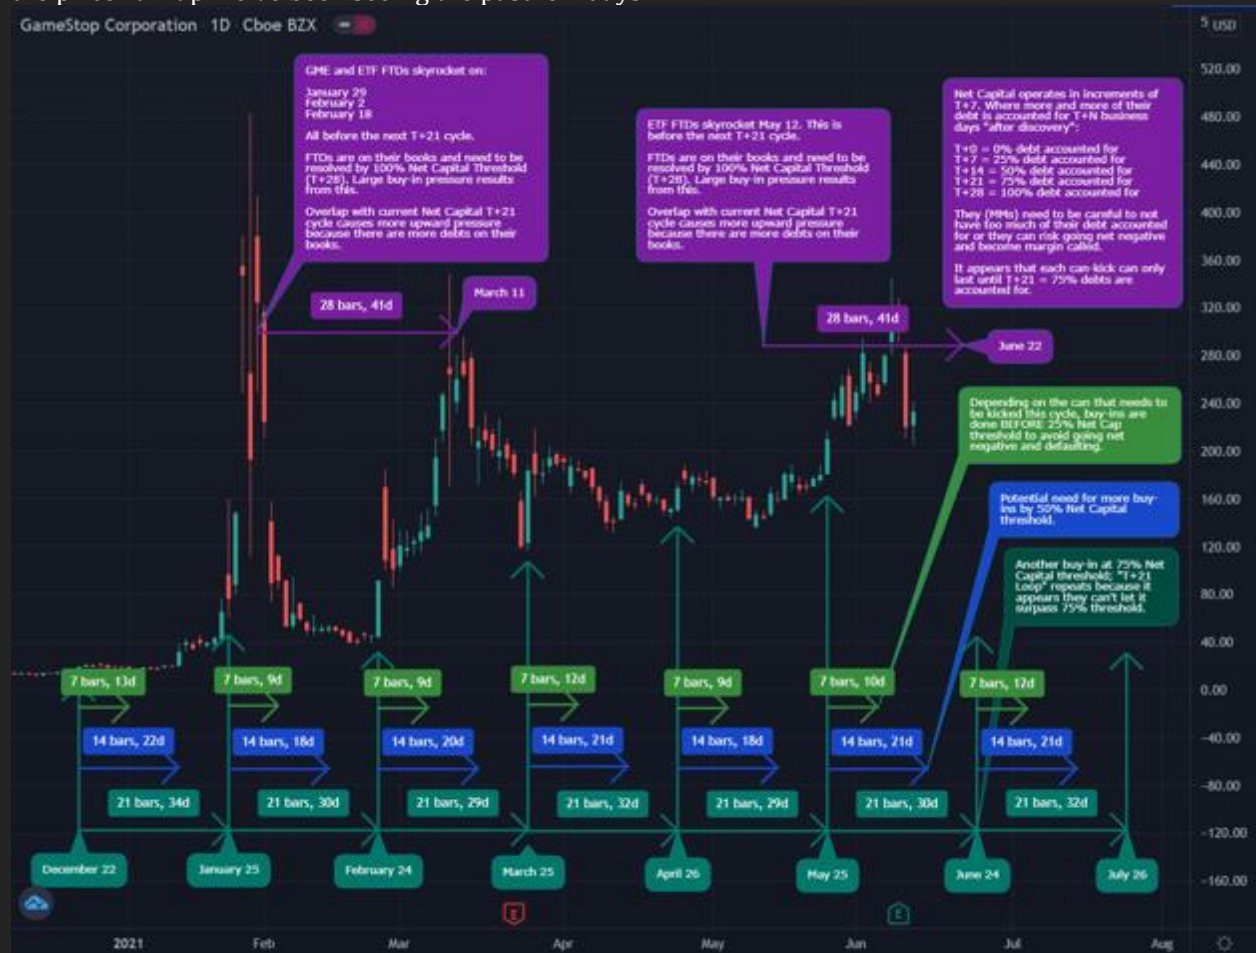 GameStop Corporation 1D Cboe BZX
5 USD
520.00
480.00
440.00
400.00
360.00
320.00
280.00
240.00
200.00
160.00
120.00
80.00
40.00
0.00
-40.00
-80.00
-120.00
-160.00
GME and ETF FTDs skyrocket on:
January 29
February 2
February 18
All before the next T+21 cycle.
FTDs are on their books and need to be
resolved by 100% Net Capital Threshold
(T+28). Large buy-in pressure results
from this.
Overlap with current Net Capital T+21
cycle causes more upward pressure
because there are more debts on their
books.
28 bars, 41d
March 11
ETF FTDs skyrocket May 12. This is
before the next T+21 cycle.
FTDs are on their books and need to be
resolved by 100% Net Capital Threshold
(T+28). Large buy-in pressure results
from this.
Overlap with current Net Capital T+21
cycle causes more upward pressure
because there are more debts on their
books.
28 bars, 41d
June 22
Net Capital operates in increments of
T+7. Where more and more of their
debt is accounted for T+N business
days "after discovery":
T+0 = 0% debt accounted for
T+7 = 25% debt accounted for
T+14 = 50% debt accounted for
T+21 = 75% debt accounted for
T+28 = 100% debt accounted for
They (MMs) need to be careful to not
have too much of their debt accounted
for or they can risk going net negative
and become margin called.
It appears that each can-kick can only
last until T+21 = 75% debts are
accounted for.
Depending on the can that needs to
be kicked this cycle, buy-ins are
done BEFORE 25% Net Cap
threshold to avoid going net
negative and defaulting.
Potential need for more buy-
ins by 50% Net Capital
threshold.
Another buy-in at 75% Net
Capital threshold; "T+21
Loop" repeats because it
appears they can't let it
surpass 75% threshold.
7 bars, 13d
7 bars, 9d
7 bars, 9d
7 bars, 12d
7 bars, 9d
7 bars, 10d
7 bars, 12d
14 bars, 22d
14 bars, 18d
14 bars, 20d
14 bars, 21d
14 bars, 18d
14 bars, 21d
14 bars, 21d
21 bars, 34d
21 bars, 30d
21 bars, 29d
21 bars, 32d
21 bars, 29d
21 bars, 30d
21 bars, 32d
December 22
January 25
February 24
March 25
April 26
May 25
June 24
July 26
E
E
2021
Feb
Mar
Apr
May
Jun
Jul
Aug